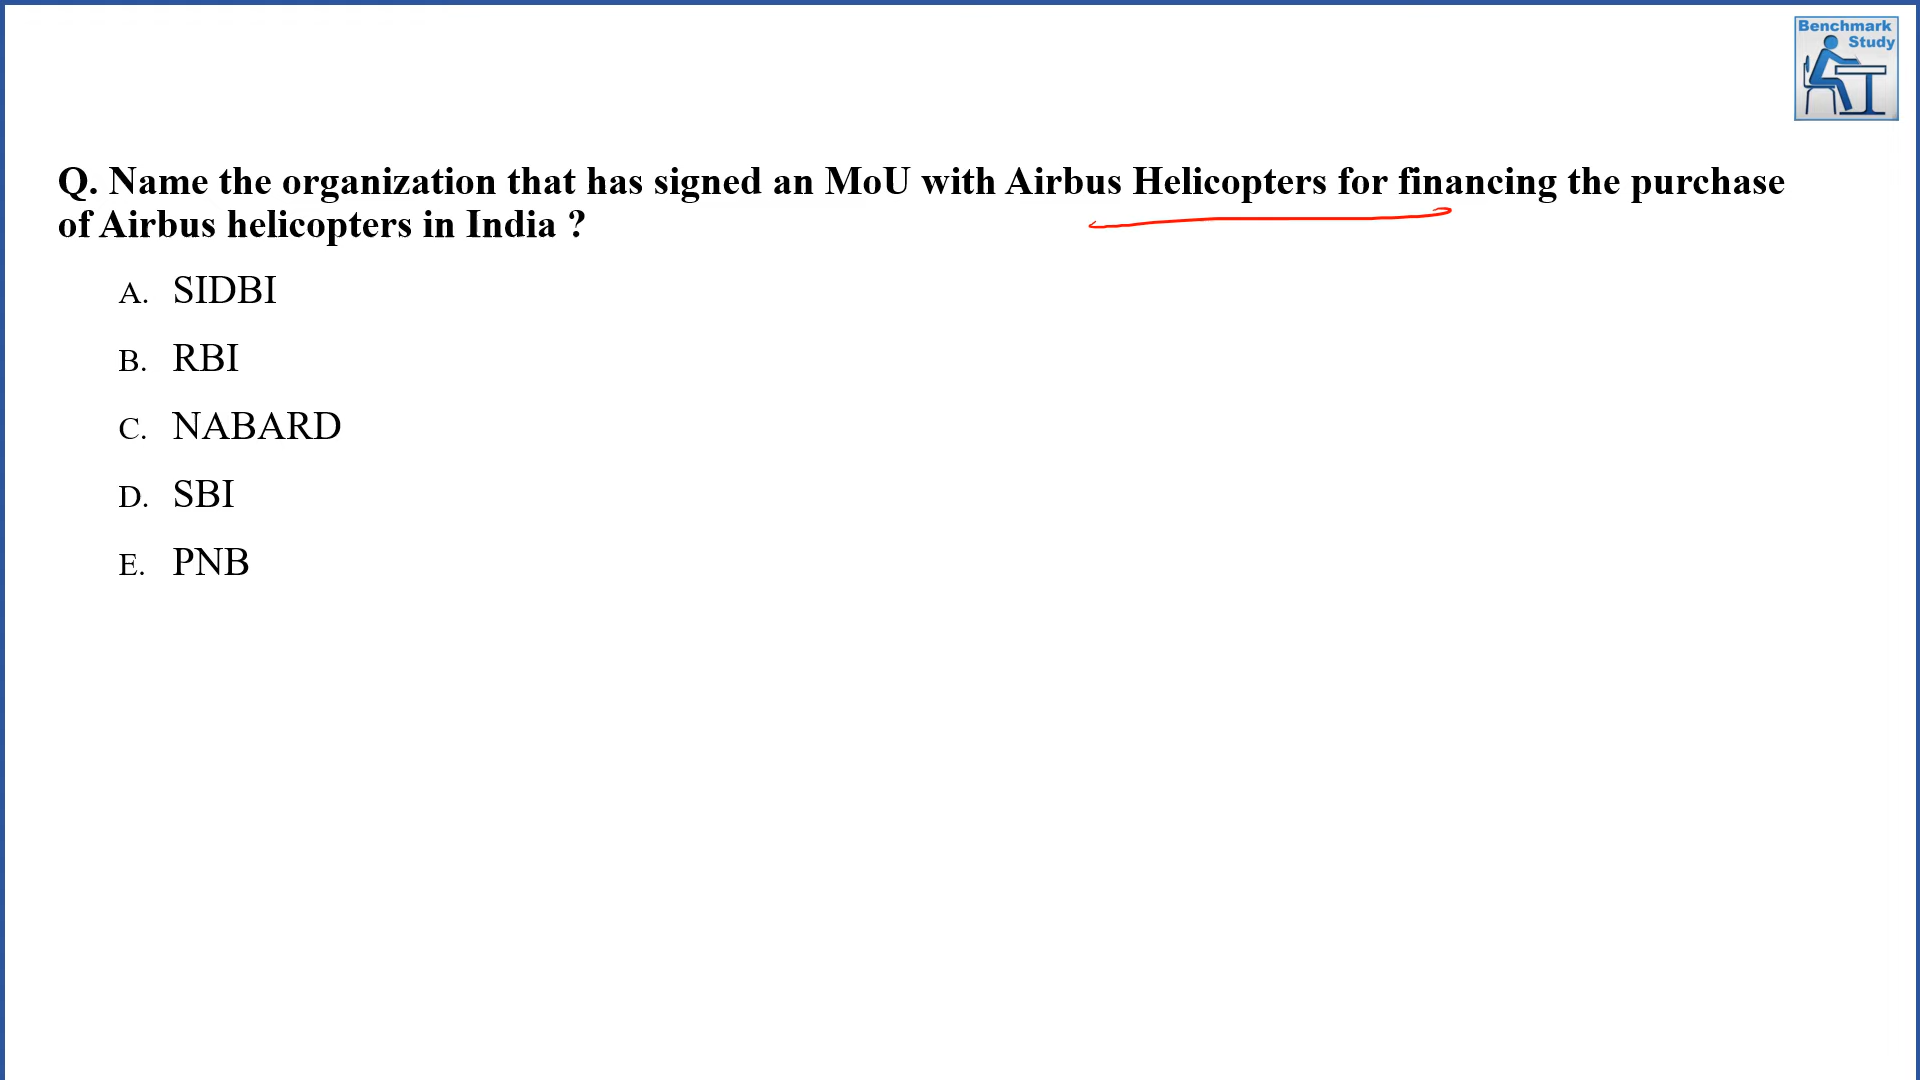 Benchmark
Study
Q. Name the organization that has signed an MoU with Airbus Helicopters for financing the purchase
of Airbus helicopters in India ?
A. SIDBI
B. RBI
C. NABARD
D. SBI
E. PNB